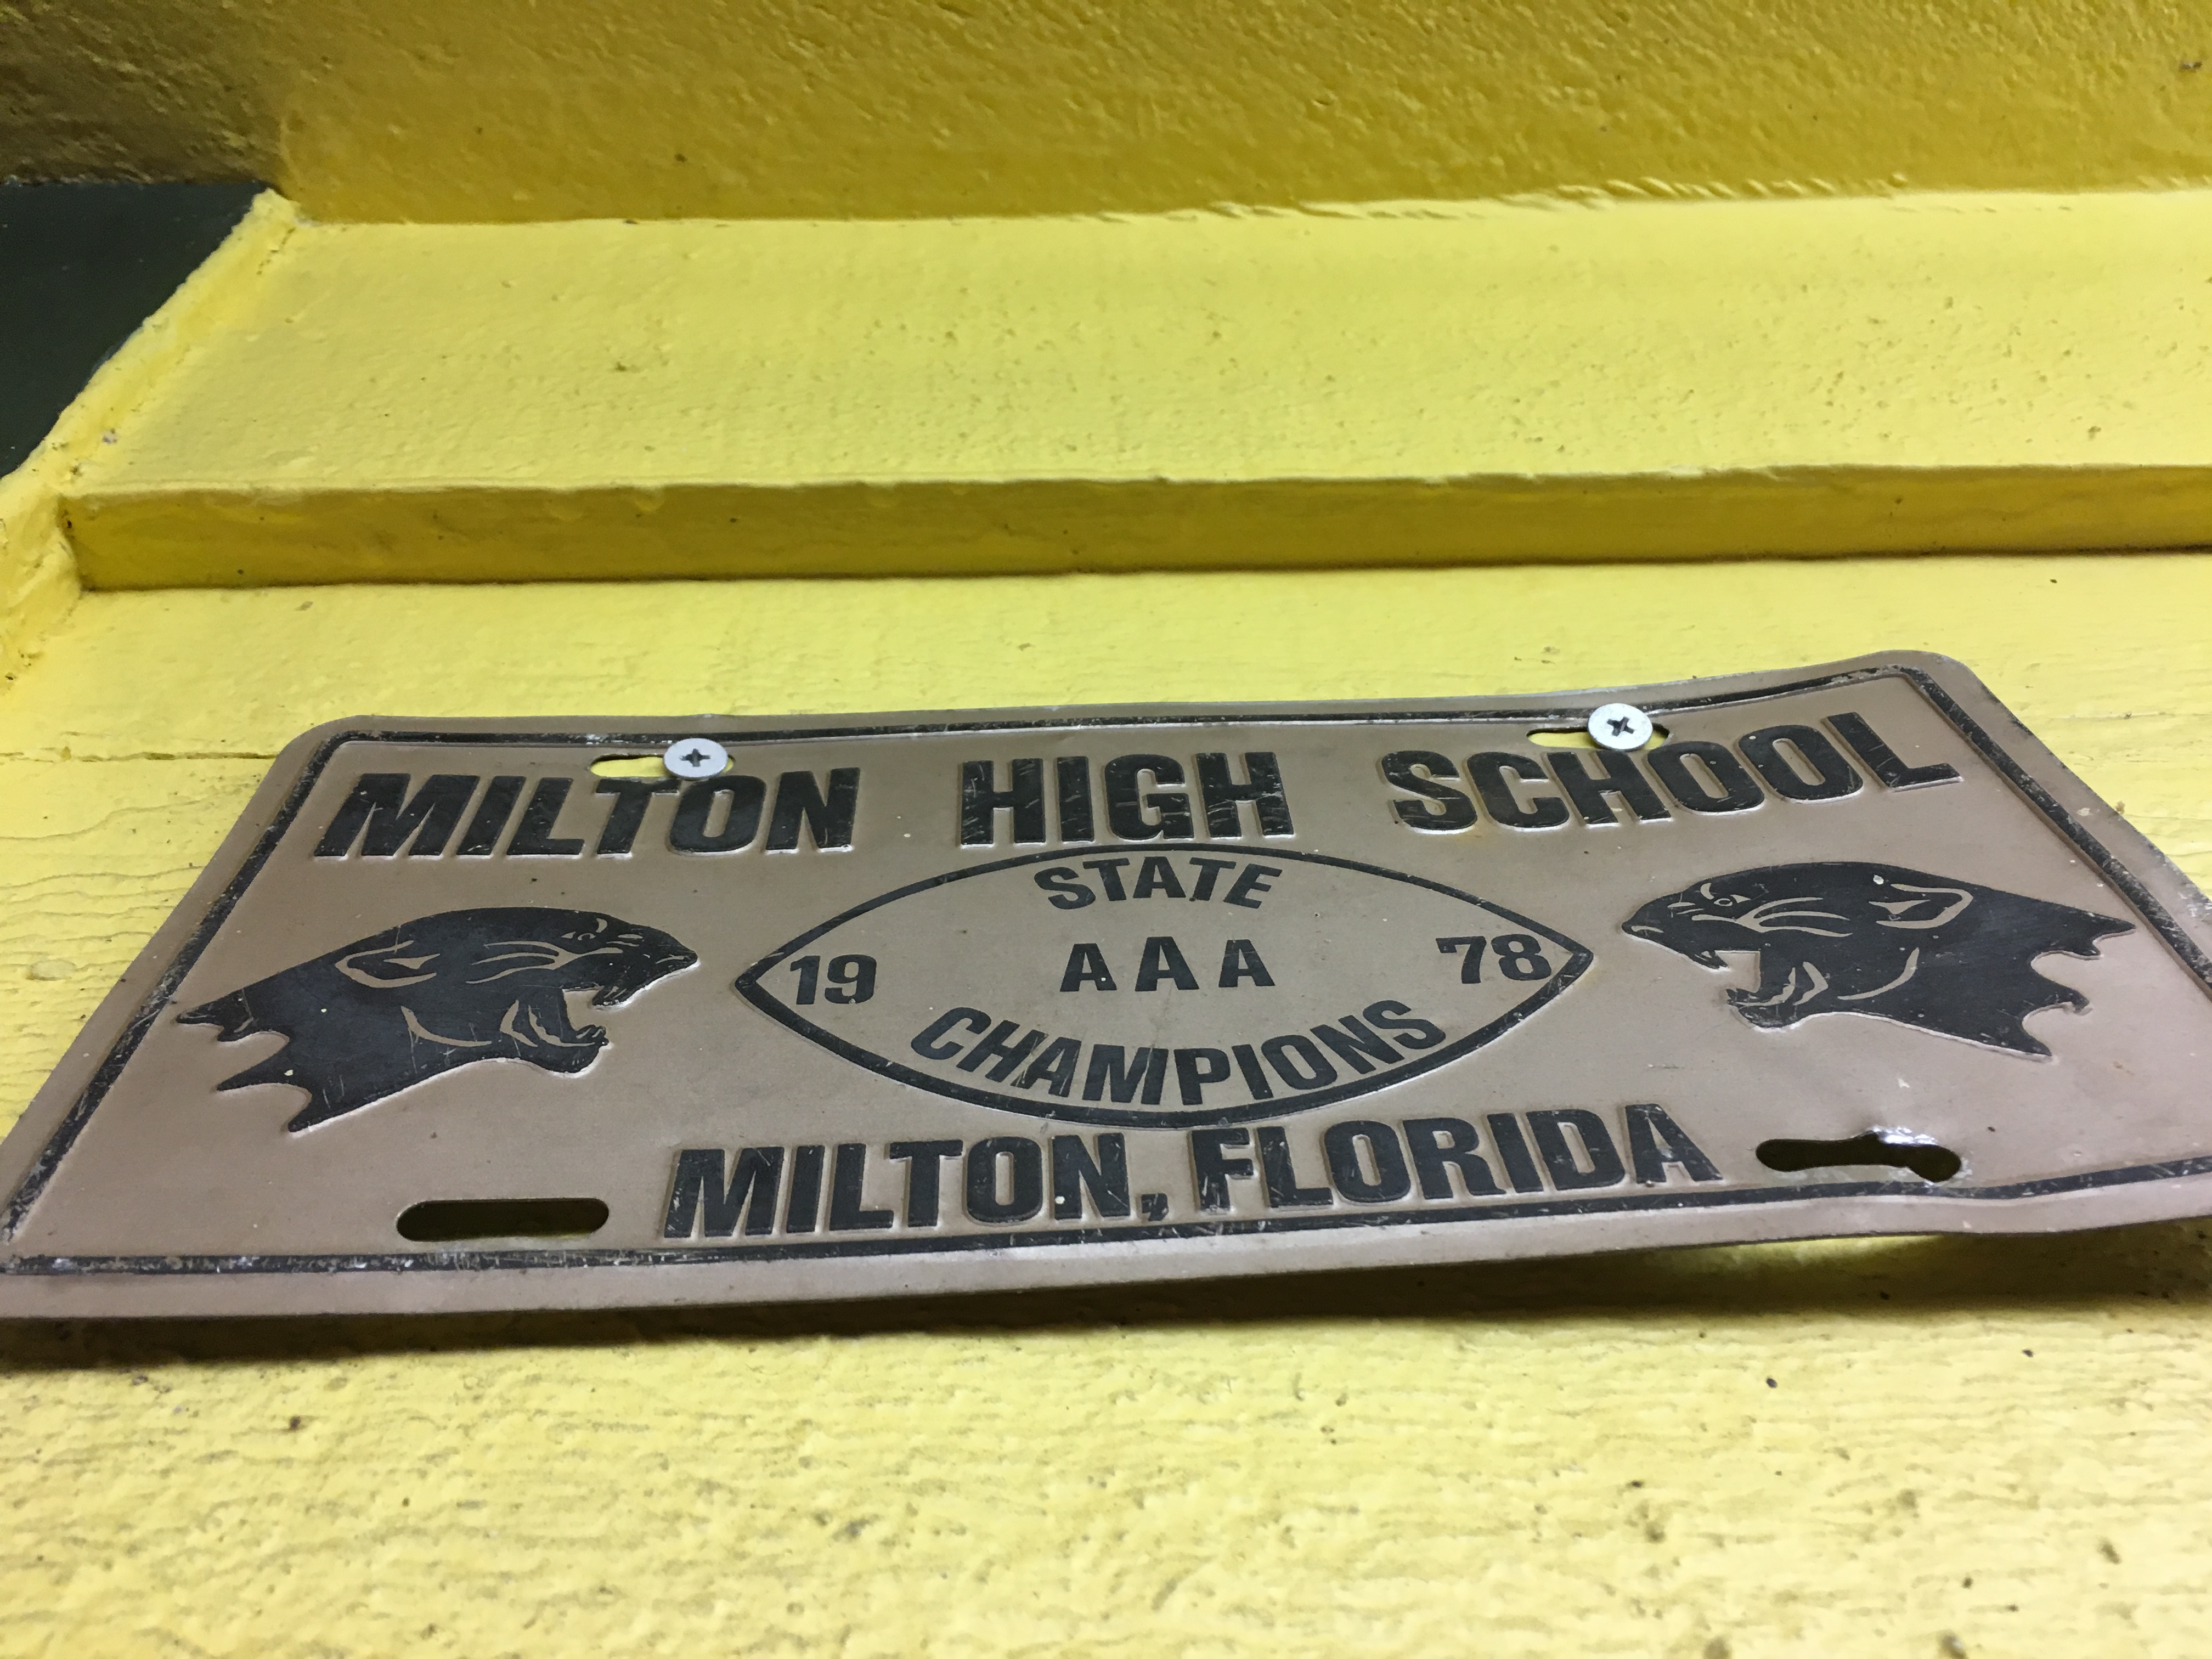 MILTON HIGH SCHOOL
STATE
19 AAA 78
CHAMPIONS
MILTON, FLORIDA